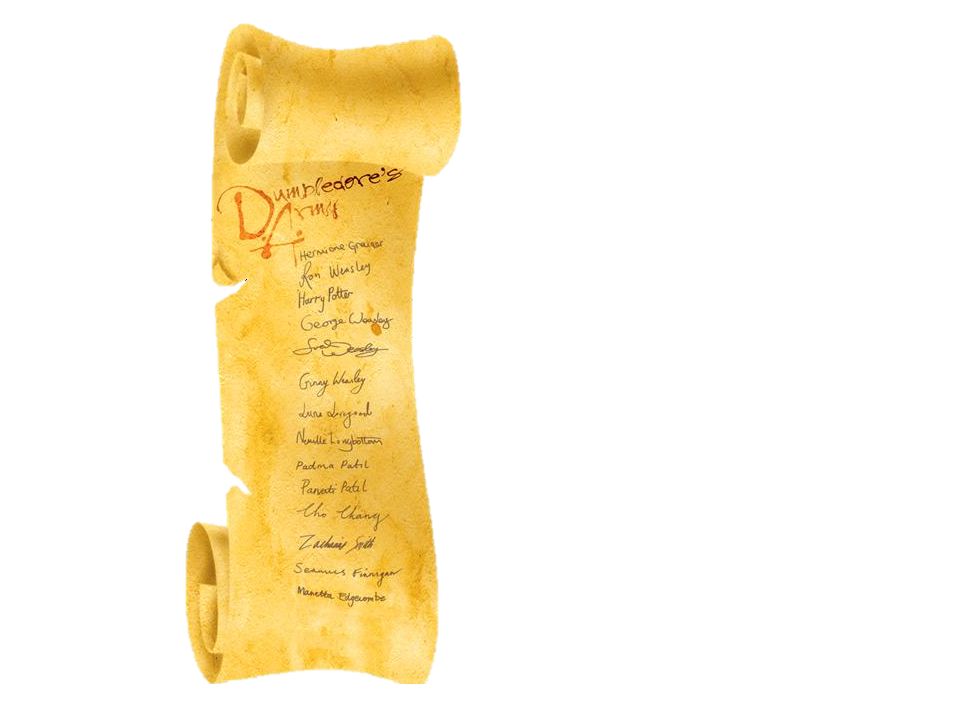 Dumbledore's
Army
Hermione Granger
Ron Weasley
Harry Potter
George Weasley
Fred Weasley
Ginny Weasley
Luna Lovegood
Neville Longbottom
Padma Patil
Parvati Patil
Cho Chang
Zacharias Smith
Seamus Finnigan
Marietta Edgecombe